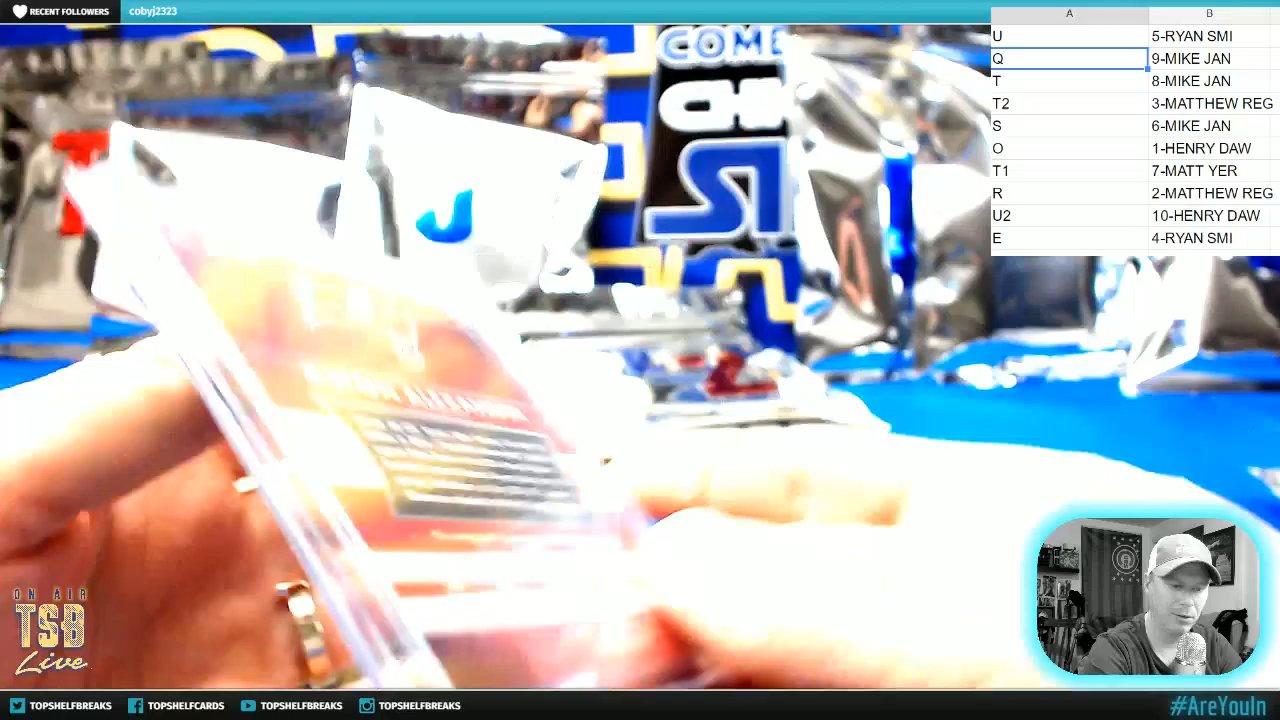 RECENT FOLLOWERS
cobyj2323
A B
U 5-RYAN SMI
Q 9-MIKE JAN
T 8-MIKE JAN
T2 3-MATTHEW REG
S 6-MIKE JAN
O 1-HENRY DAW
T1 7-MATT YER
R 2-MATTHEW REG
U2 10-HENRY DAW
E 4-RYAN SMI
COME
J
2
ON AIR
TSB
Live
TOPSHELFBREAKS
TOPSHELFCARDS
TOPSHELFBREAKS
TOPSHELFBREAKS
#AreYouIn